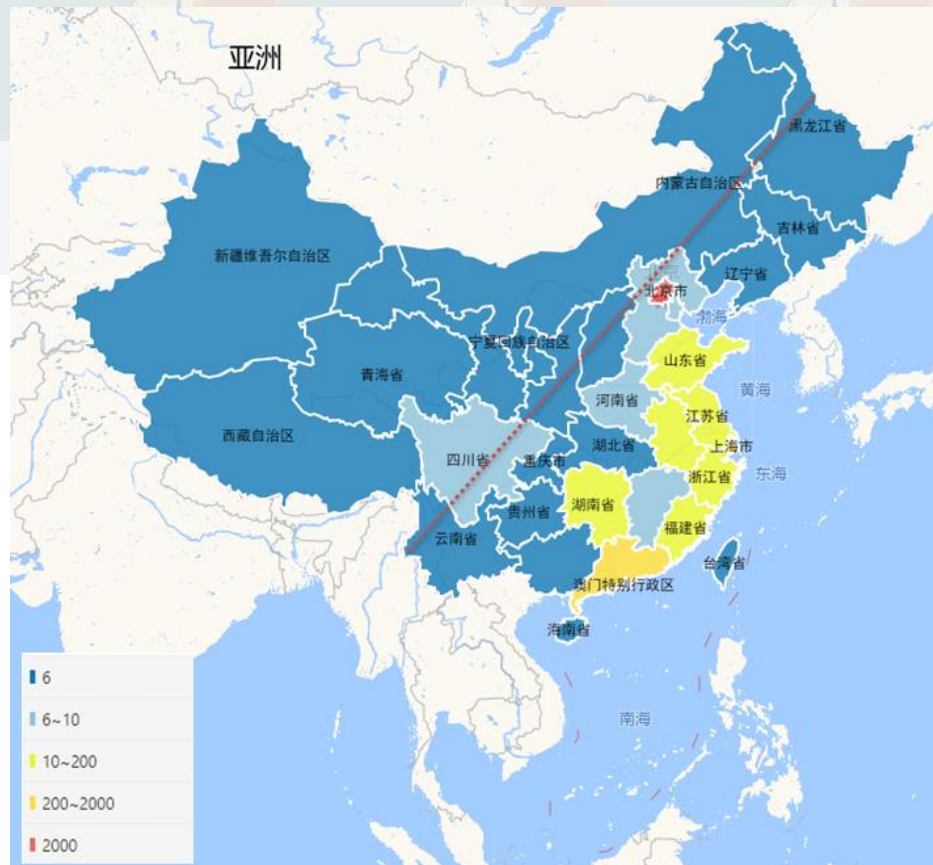 亚洲
黑龙江省
内蒙古自治区
吉林省
新疆维吾尔自治区
辽宁省
北京市
渤海
宁夏回族自治区
山东省
青海省
黄海
河南省
江苏省
西藏自治区
上海市
湖北省
四川省
重庆市
东海
浙江省
湖南省
贵州省
福建省
云南省
台湾省
澳门特别行政区
海南省
南海
6
6~10
10~200
200~2000
2000